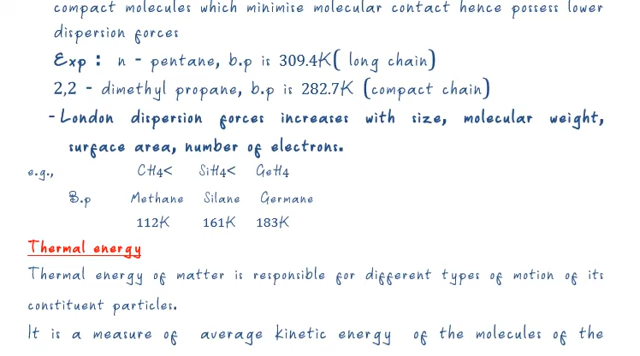 compact molecules which minimise molecular contact hence possess lower
dispersion forces
Exp : n - pentane, b.p is 309.4K( long chain)
2,2 - dimethyl propane, b.p is 282.7K (compact chain)
-London dispersion forces increases with size, molecular weight,
surface area, number of electrons.
e.g., CH4< SiH4< GeH4
B.p Methane Silane Germane
112K 161K 183K
Thermal energy
Thermal energy of matter is responsible for different types of motion of its
constituent particles.
It is a measure of average kinetic energy of the molecules of the